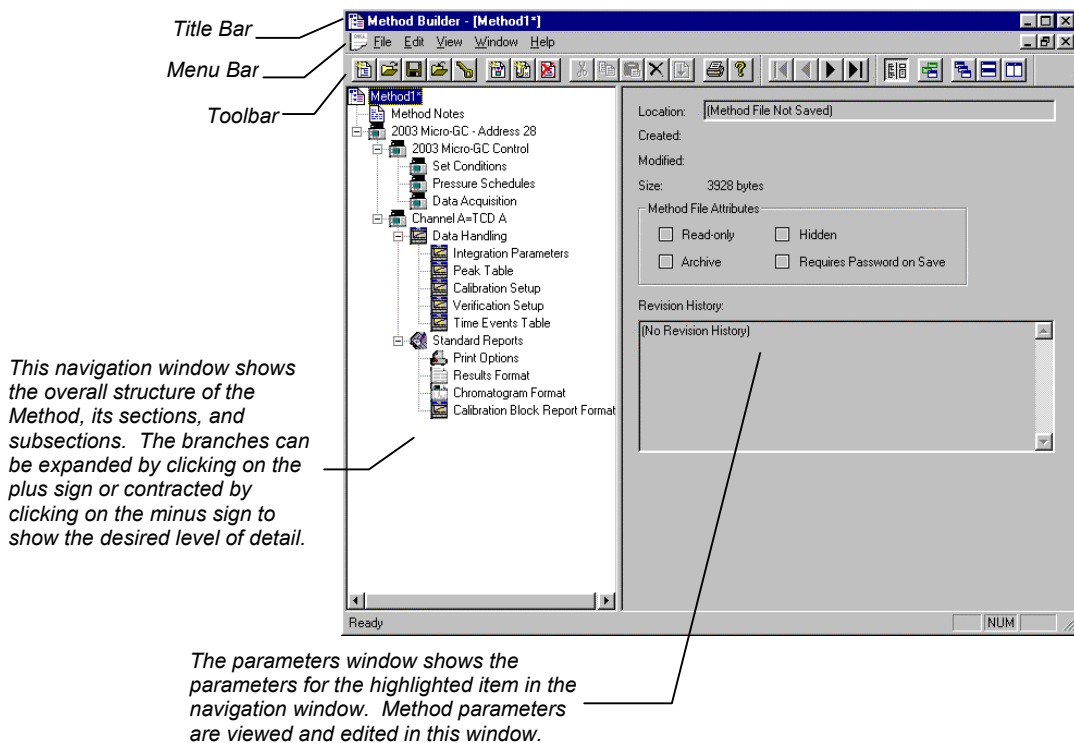 Title Bar
Method Builder - [Method1*]
Menu Bar
File Edit View Window Help
Toolbar
Method1*
Method Notes
2003 Micro-GC - Address 28
2003 Micro-GC Control
Set Conditions
Pressure Schedules
Data Acquisition
Channel A=TCD A
Data Handling
Integration Parameters
Peak Table
Calibration Setup
Verification Setup
Time Events Table
Standard Reports
Print Options
Results Format
Chromatogram Format
Calibration Block Report Format
Location: (Method File Not Saved)
Created:
Modified:
Size: 3928 bytes
Method File Attributes
Read-only Hidden
Archive Requires Password on Save
Revision History:
(No Revision History)
This navigation window shows
the overall structure of the
Method, its sections, and
subsections. The branches can
be expanded by clicking on the
plus sign or contracted by
clicking on the minus sign to
show the desired level of detail.
Ready NUM
The parameters window shows the
parameters for the highlighted item in the
navigation window. Method parameters
are viewed and edited in this window.